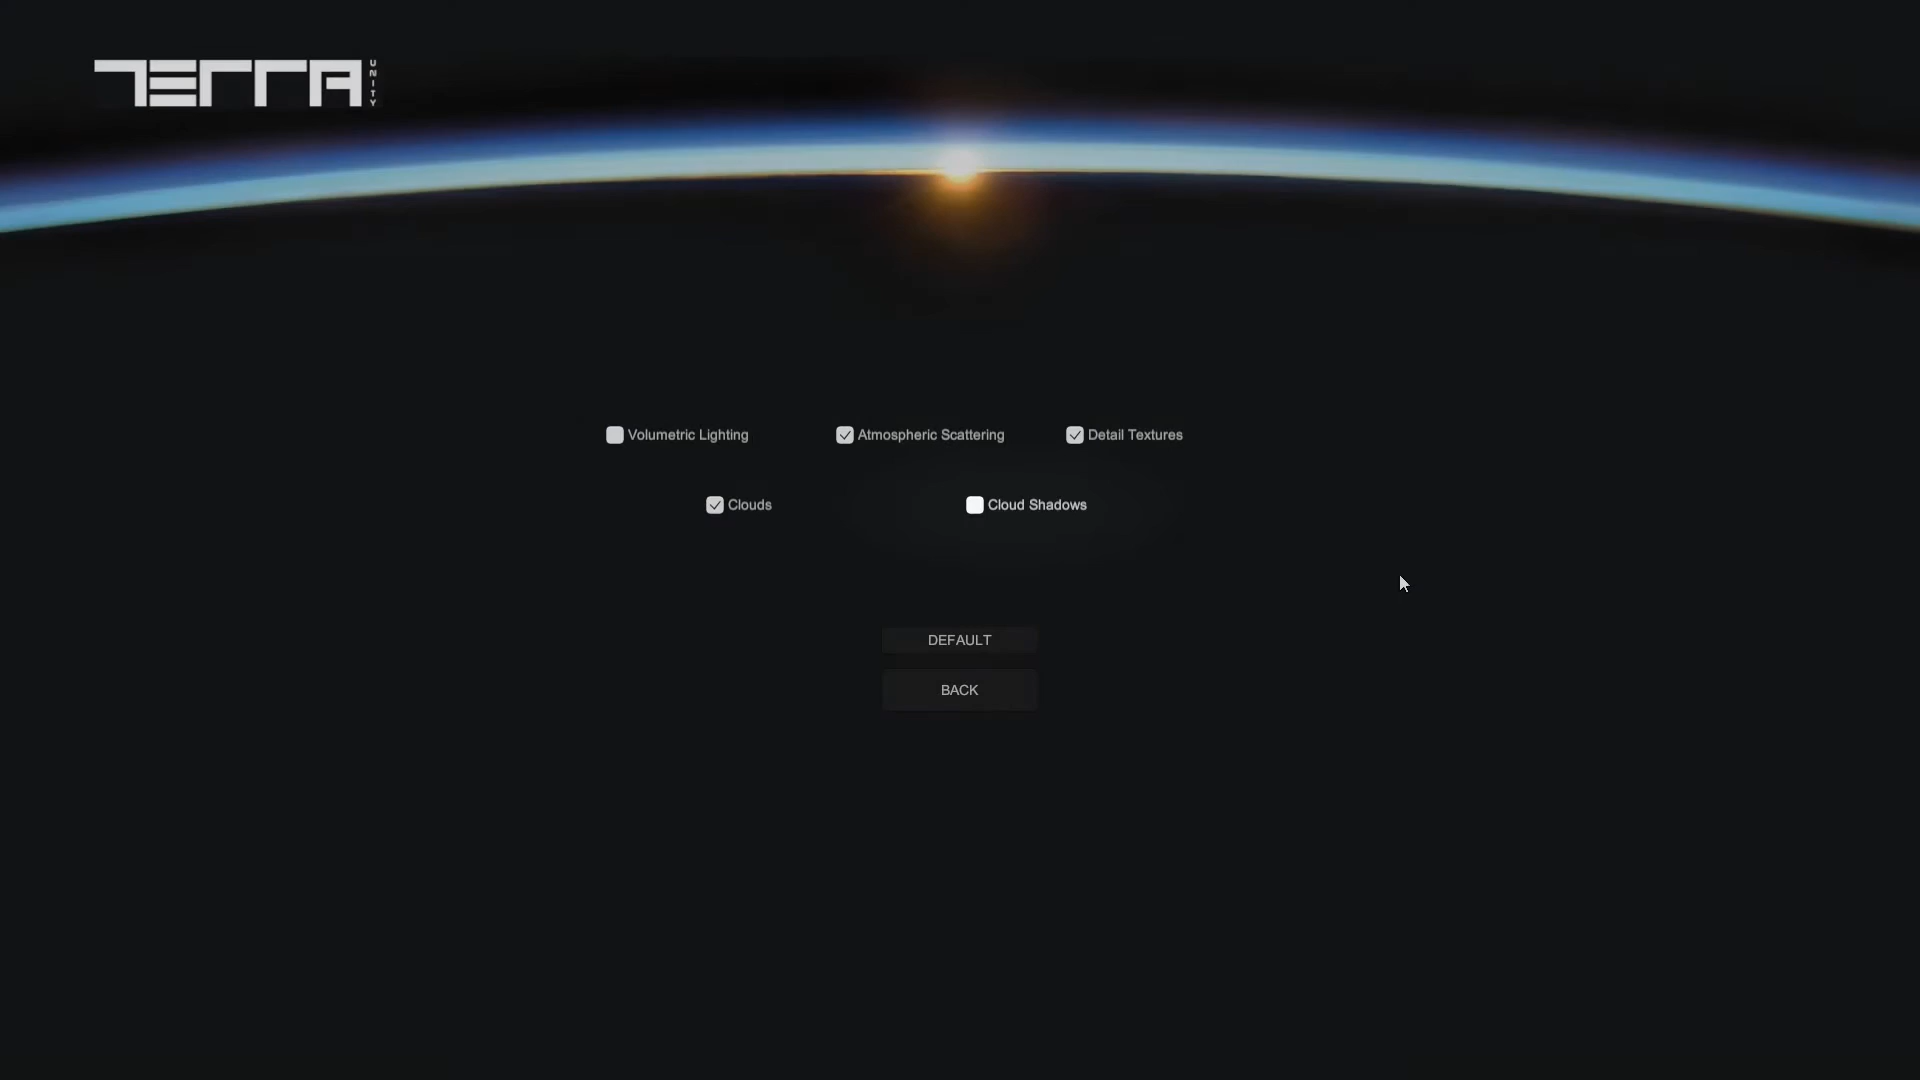 TERRA
UNITY
Volumetric Lighting
Atmospheric Scattering
Detail Textures
Clouds
Cloud Shadows
DEFAULT
BACK